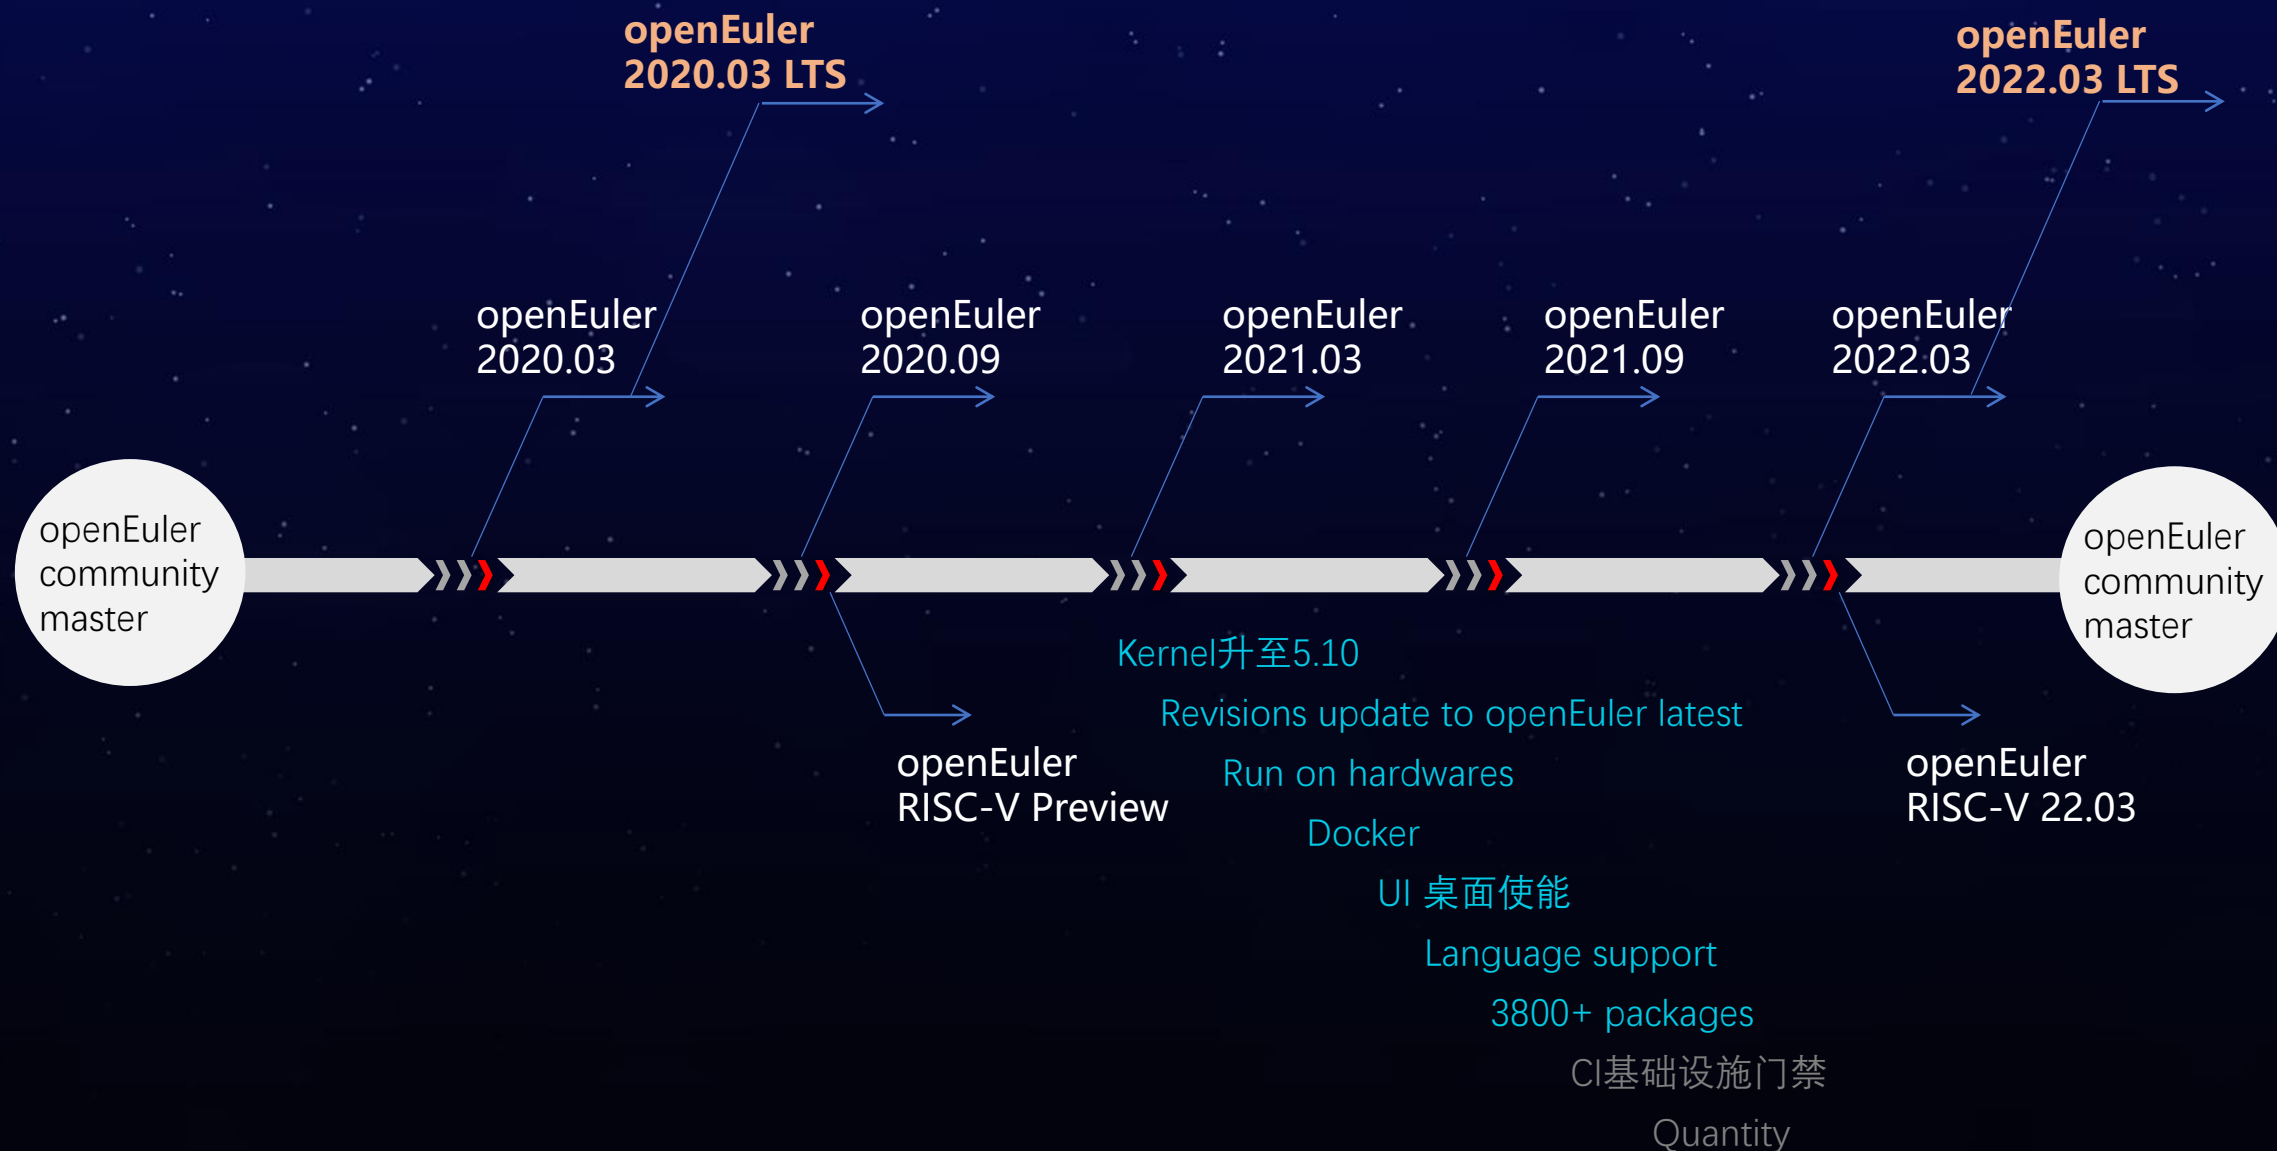 openEuler
2020.03 LTS
openEuler
2022.03 LTS
openEuler
2020.03
openEuler
2020.09
openEuler
2021.03
openEuler
2021.09
openEuler
2022.03
openEuler
community
master
openEuler
community
master
Kernel升至5.10
Revisions update to openEuler latest
Run on hardwares
Docker
UI 桌面使能
Language support
3800+ packages
CI基础设施门禁
Quantity
openEuler
RISC-V Preview
openEuler
RISC-V 22.03